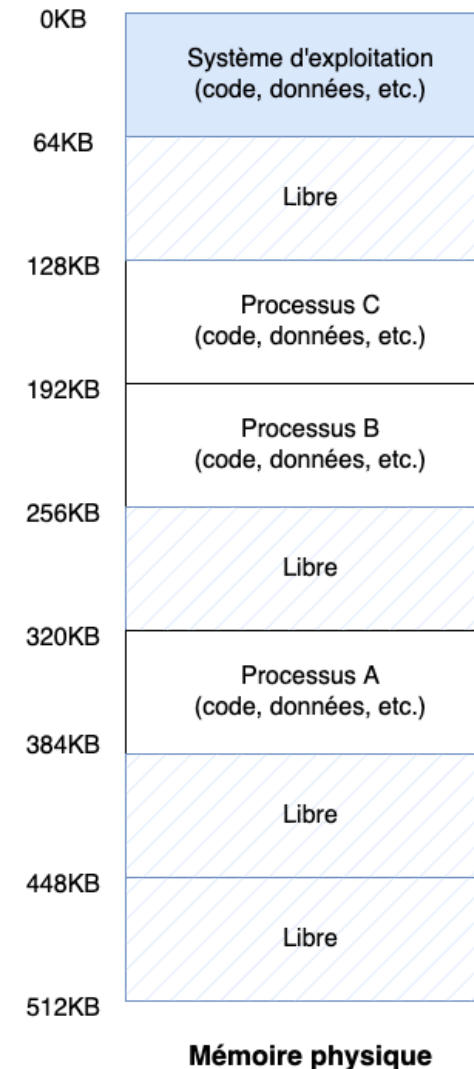 0KB
Système d'exploitation
(code, données, etc.)
64KB
Libre
128KB
Processus C
(code, données, etc.)
192KB
Processus B
(code, données, etc.)
256KB
Libre
320KB
Processus A
(code, données, etc.)
384KB
Libre
448KB
Libre
512KB
Mémoire physique